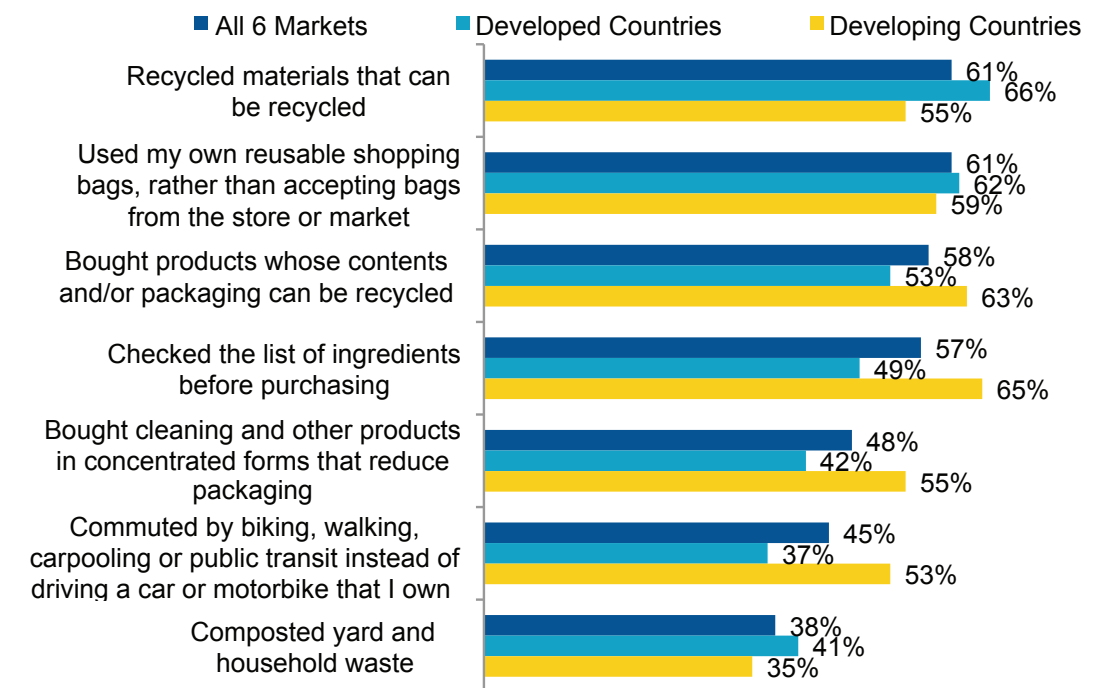 All 6 Markets Developed Countries Developing Countries
Recycled materials that can
be recycled
61%
66%
55%
Used my own reusable shopping
bags, rather than accepting bags
from the store or market
61%
62%
59%
Bought products whose contents
and/or packaging can be recycled
58%
53%
63%
Checked the list of ingredients
before purchasing
57%
49%
65%
Bought cleaning and other products
in concentrated forms that reduce
packaging
48%
42%
55%
Commuted by biking, walking,
carpooling or public transit instead of
driving a car or motorbike that I own
45%
37%
53%
Composted yard and
household waste
38%
41%
35%